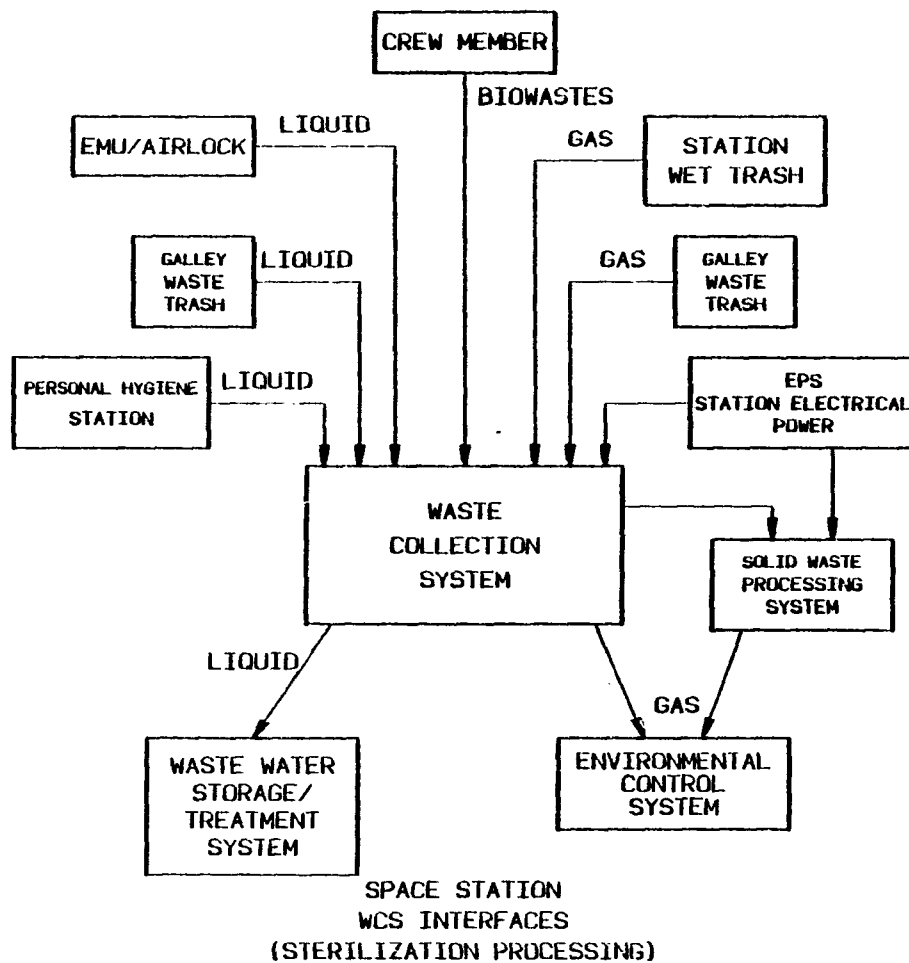 CREW MEMBER
BIOWASTES
LIQUID
EMU/AIRLOCK
GAS
STATION
WET TRASH
GALLEY
WASTE
TRASH
LIQUID
GAS
GALLEY
WASTE
TRASH
PERSONAL HYGIENE
STATION
LIQUID
EPS
STATION ELECTRICAL
POWER
WASTE
COLLECTION
SYSTEM
SOLID WASTE
PROCESSING
SYSTEM
LIQUID
GAS
WASTE WATER
STORAGE/
TREATMENT
SYSTEM
ENVIRONMENTAL
CONTROL
SYSTEM
SPACE STATION
WCS INTERFACES
(STERILIZATION PROCESSING)